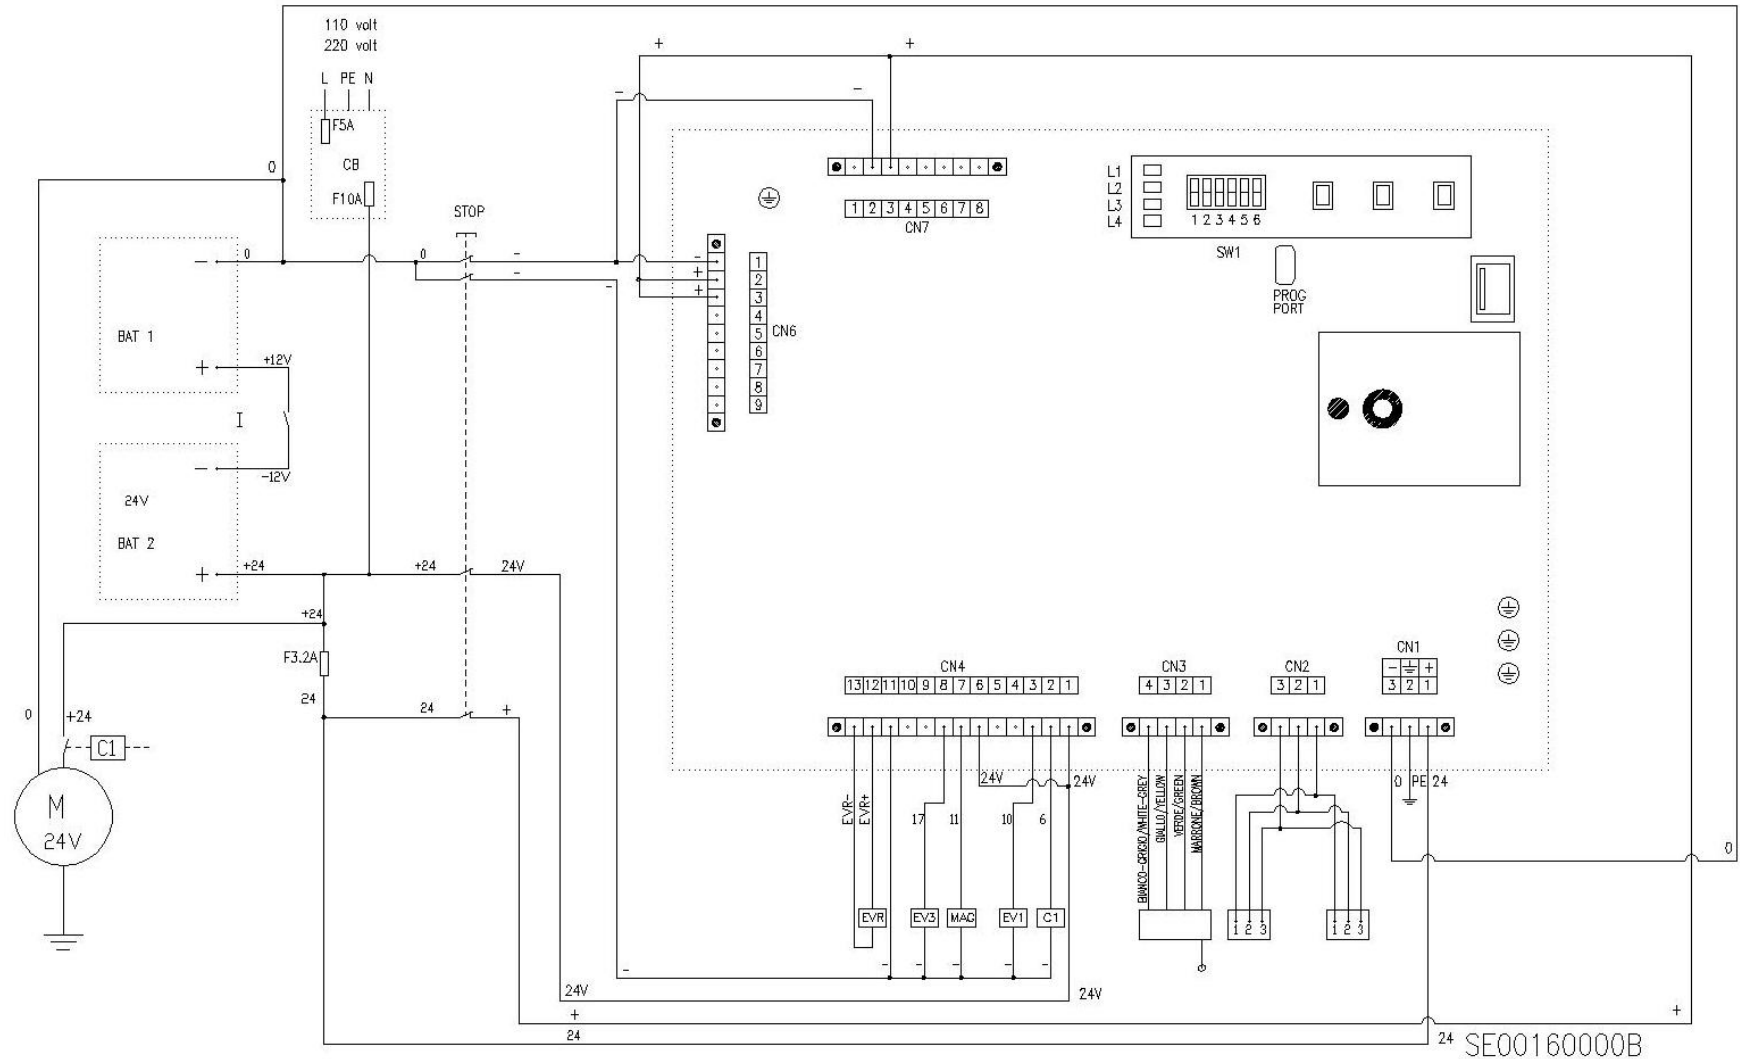 110 volt
220 volt
L PE N
F5A
CB
F10A
0
STOP
+
+
-
-
1 2 3 4 5 6 7 8
CN7
L1
L2
L3
L4
1 2 3 4 5 6
SW1
PROG
PORT
-
0
0
-
-
-
-
+
+
1
2
3
4
5
6
7
8
9
CN6
BAT 1
+
+12V
I
-
-12V
24V
BAT 2
+
+24
+24
24V
+24
F3.2A
24
24
+
0
+24
C1
M
24V
CN4
13 12 11 10 9 8 7 6 5 4 3 2 1
CN3
4 3 2 1
CN2
3 2 1
CN1
- +
3 2 1
24V
24V
EVR-
EVR+
17
11
10
6
BIANCO-GRIGIO/WHITE-GREY
GIALLO/YELLOW
VERDE/GREEN
MARRONE/BROWN
0 PE 24
0
EVR
EV3
MAG
EV1
C1
1 2 3
1 2 3
-
-
-
-
-
-
24V
24V
+
+
24
24
SE00160000B